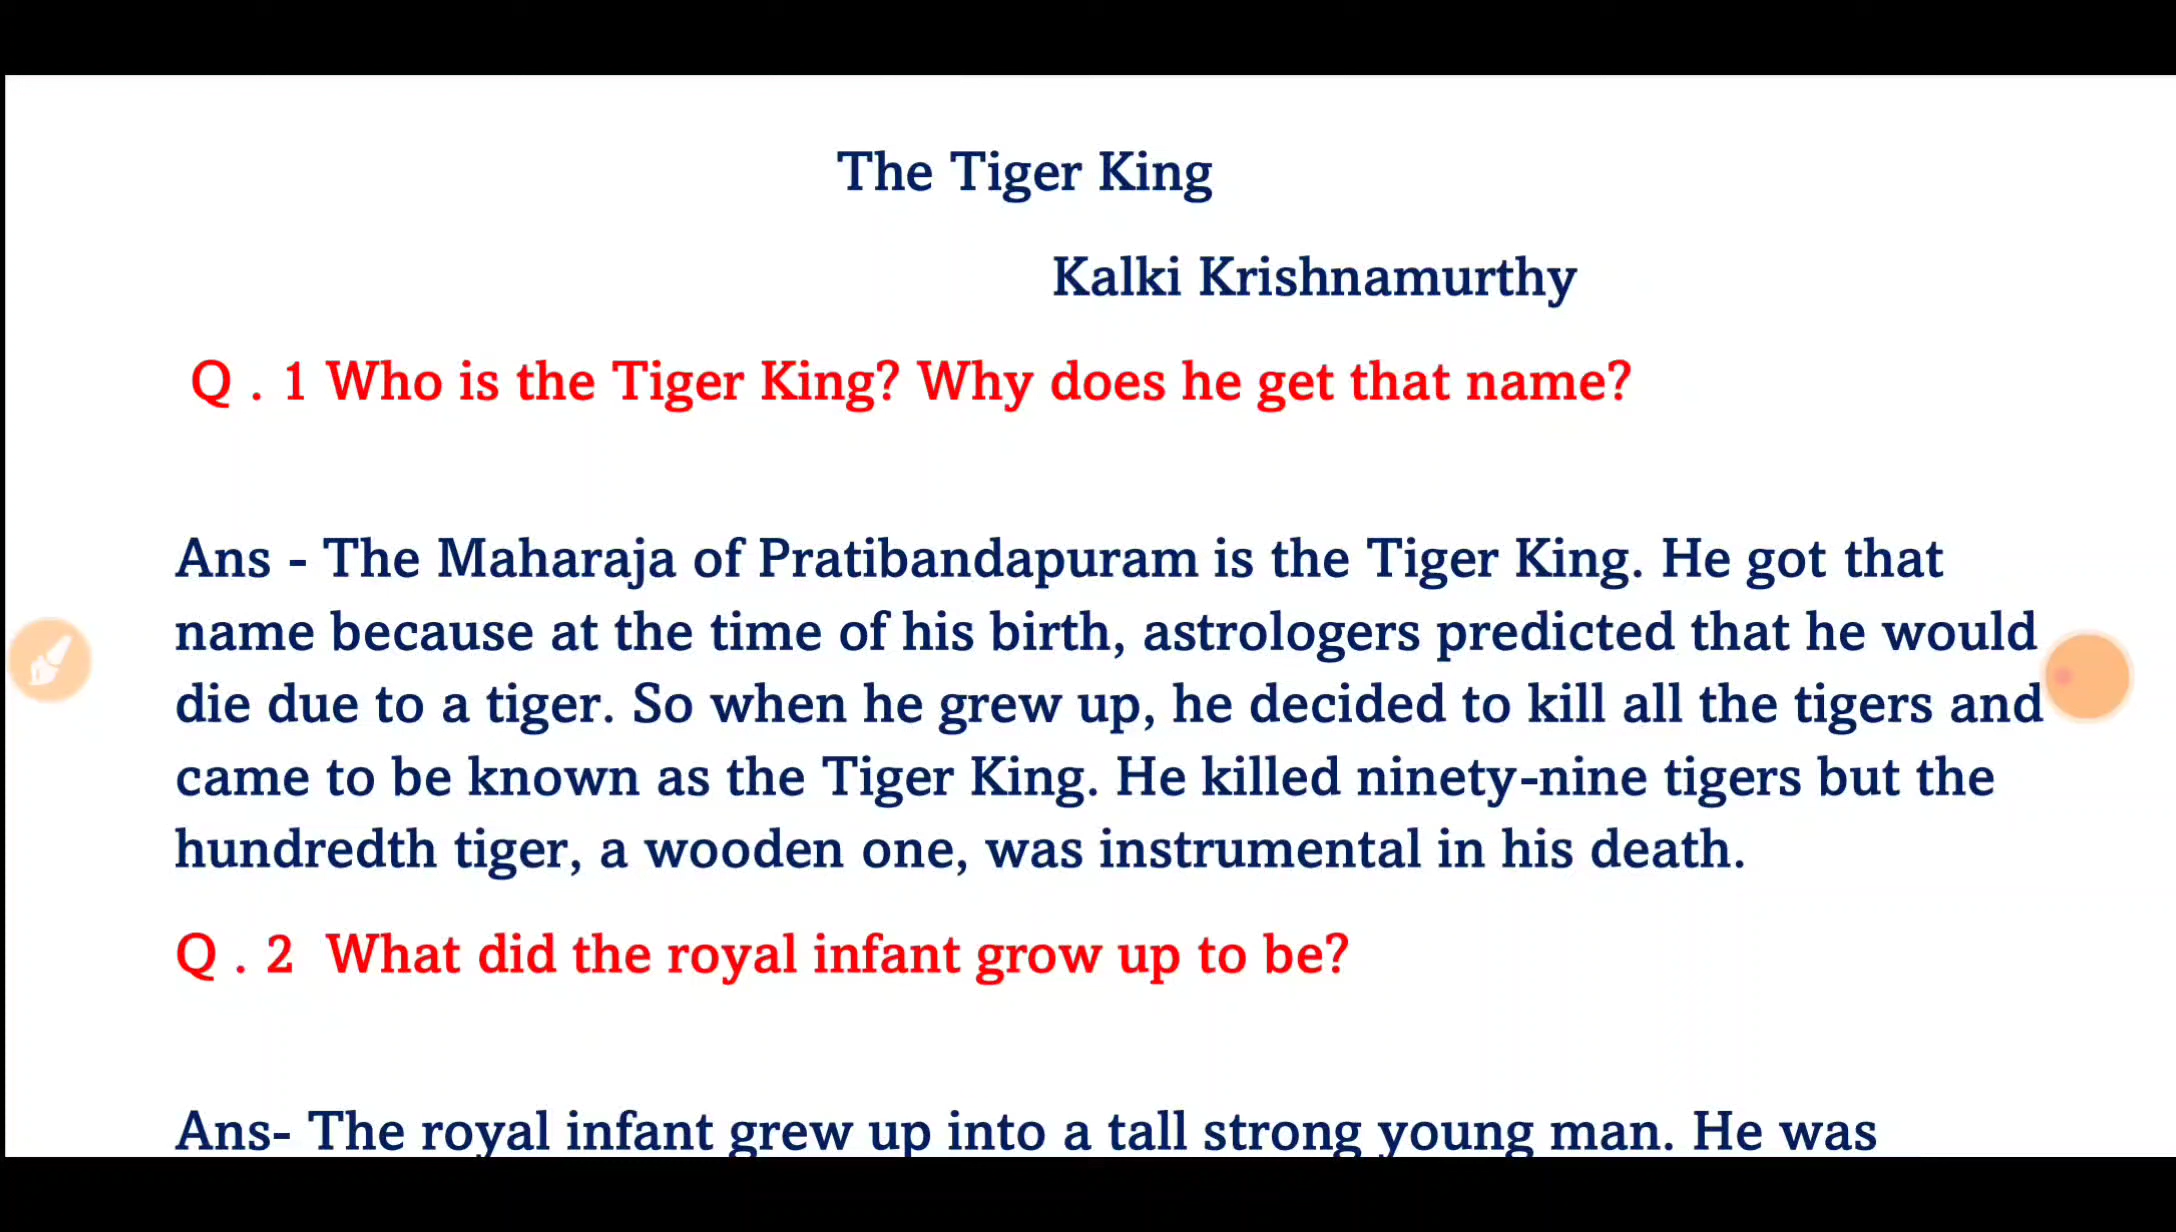 The Tiger King
Kalki Krishnamurthy
Q . 1 Who is the Tiger King? Why does he get that name?
Ans - The Maharaja of Pratibandapuram is the Tiger King. He got that
name because at the time of his birth, astrologers predicted that he would
die due to a tiger. So when he grew up, he decided to kill all the tigers and
came to be known as the Tiger King. He killed ninety-nine tigers but the
hundredth tiger, a wooden one, was instrumental in his death.
Q . 2 What did the royal infant grow up to be?
Ans- The royal infant grew up into a tall strong young man. He was